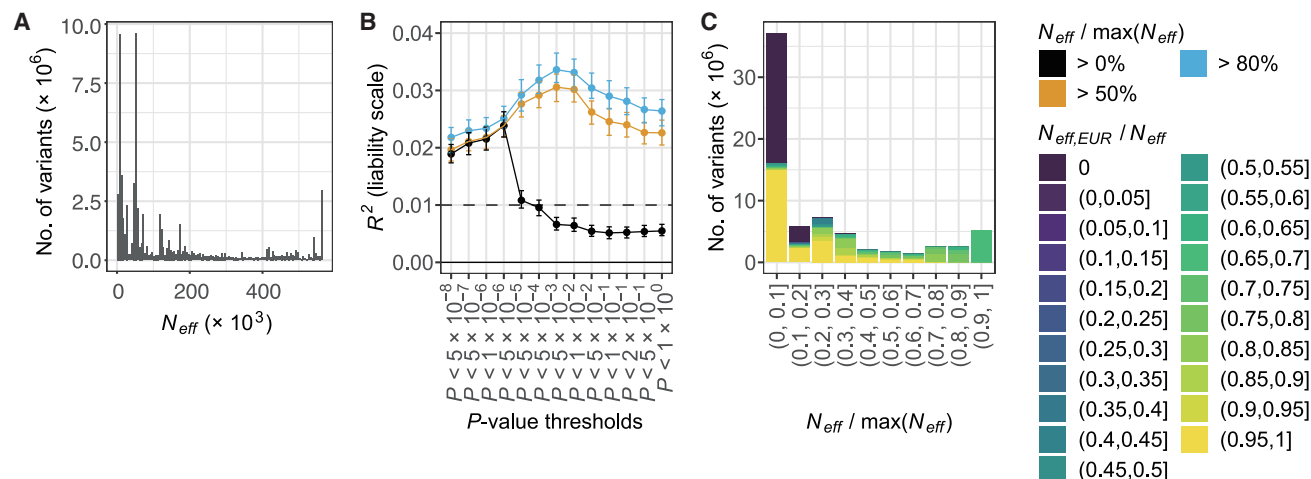 A
No. of variants (× 10⁶)
10.0
7.5
5.0
2.5
0.0
0
200
400
N_eff (× 10³)
B
R² (liability scale)
0.04
0.03
0.02
0.01
0.00
P < 5 × 10⁻⁸
P < 5 × 10⁻⁷
P < 1 × 10⁻⁶
P < 5 × 10⁻⁶
P < 5 × 10⁻⁵
P < 5 × 10⁻⁴
P < 5 × 10⁻³
P < 1 × 10⁻²
P < 5 × 10⁻²
P < 1 × 10⁻¹
P < 2 × 10⁻¹
P < 5 × 10⁻¹
P < 1 × 10⁰
P-value thresholds
C
No. of variants (× 10⁶)
30
20
10
0
(0, 0.1]
(0.1, 0.2]
(0.2, 0.3]
(0.3, 0.4]
(0.4, 0.5]
(0.5, 0.6]
(0.6, 0.7]
(0.7, 0.8]
(0.8, 0.9]
(0.9, 1]
N_eff / max(N_eff)
N_eff / max(N_eff)
> 0%
> 50%
> 80%
N_eff,EUR / N_eff
0
(0,0.05]
(0.05,0.1]
(0.1,0.15]
(0.15,0.2]
(0.2,0.25]
(0.25,0.3]
(0.3,0.35]
(0.35,0.4]
(0.4,0.45]
(0.45,0.5]
(0.5,0.55]
(0.55,0.6]
(0.6,0.65]
(0.65,0.7]
(0.7,0.75]
(0.75,0.8]
(0.8,0.85]
(0.85,0.9]
(0.9,0.95]
(0.95,1]